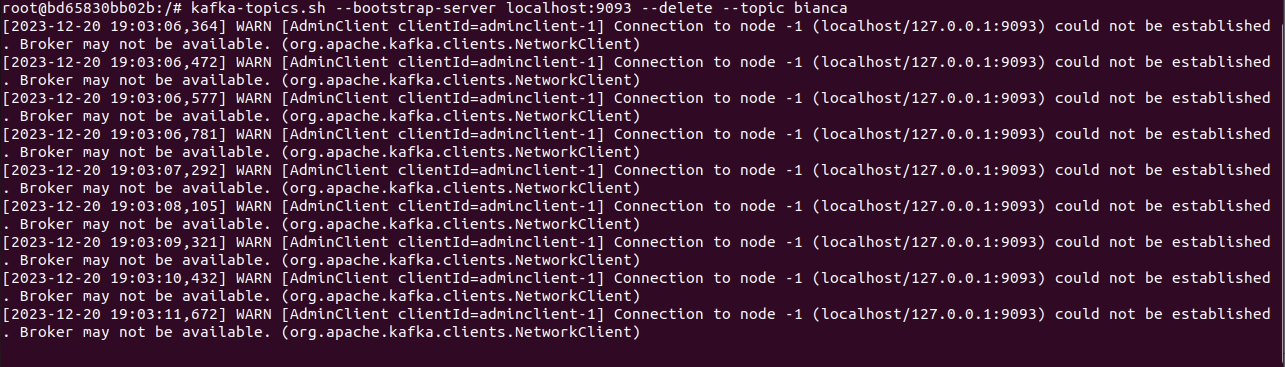 root@bd65830bb02b:/# kafka-topics.sh --bootstrap-server localhost:9093 --delete --topic bianca
[2023-12-20 19:03:06,364] WARN [AdminClient clientId=adminclient-1] Connection to node -1 (localhost/127.0.0.1:9093) could not be established
. Broker may not be available. (org.apache.kafka.clients.NetworkClient)
[2023-12-20 19:03:06,472] WARN [AdminClient clientId=adminclient-1] Connection to node -1 (localhost/127.0.0.1:9093) could not be established
. Broker may not be available. (org.apache.kafka.clients.NetworkClient)
[2023-12-20 19:03:06,577] WARN [AdminClient clientId=adminclient-1] Connection to node -1 (localhost/127.0.0.1:9093) could not be established
. Broker may not be available. (org.apache.kafka.clients.NetworkClient)
[2023-12-20 19:03:06,781] WARN [AdminClient clientId=adminclient-1] Connection to node -1 (localhost/127.0.0.1:9093) could not be established
. Broker may not be available. (org.apache.kafka.clients.NetworkClient)
[2023-12-20 19:03:07,292] WARN [AdminClient clientId=adminclient-1] Connection to node -1 (localhost/127.0.0.1:9093) could not be established
. Broker may not be available. (org.apache.kafka.clients.NetworkClient)
[2023-12-20 19:03:08,105] WARN [AdminClient clientId=adminclient-1] Connection to node -1 (localhost/127.0.0.1:9093) could not be established
. Broker may not be available. (org.apache.kafka.clients.NetworkClient)
[2023-12-20 19:03:09,321] WARN [AdminClient clientId=adminclient-1] Connection to node -1 (localhost/127.0.0.1:9093) could not be established
. Broker may not be available. (org.apache.kafka.clients.NetworkClient)
[2023-12-20 19:03:10,432] WARN [AdminClient clientId=adminclient-1] Connection to node -1 (localhost/127.0.0.1:9093) could not be established
. Broker may not be available. (org.apache.kafka.clients.NetworkClient)
[2023-12-20 19:03:11,672] WARN [AdminClient clientId=adminclient-1] Connection to node -1 (localhost/127.0.0.1:9093) could not be established
. Broker may not be available. (org.apache.kafka.clients.NetworkClient)